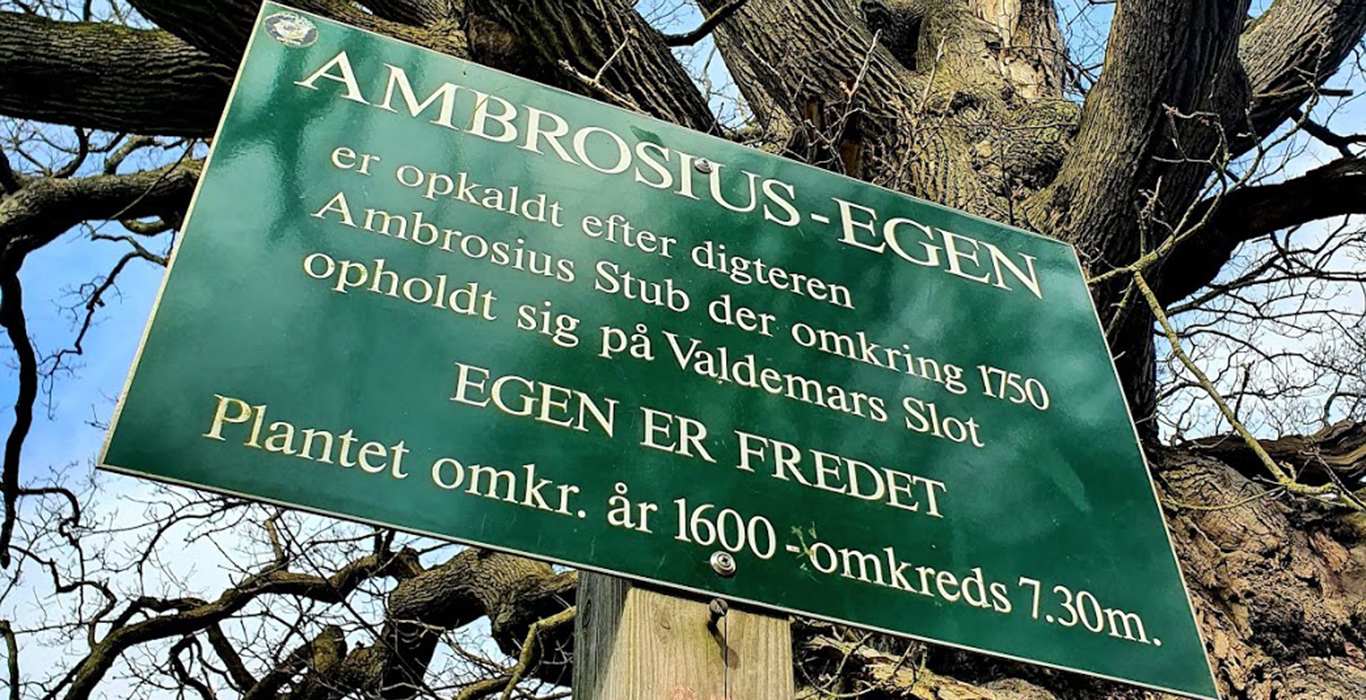 AMBROSIUS-EGEN
er opkaldt efter digteren
Ambrosius Stub der omkring 1750
opholdt sig på Valdemars Slot
EGEN ER FREDET
Plantet omkr. år 1600 - omkreds 7.30m.